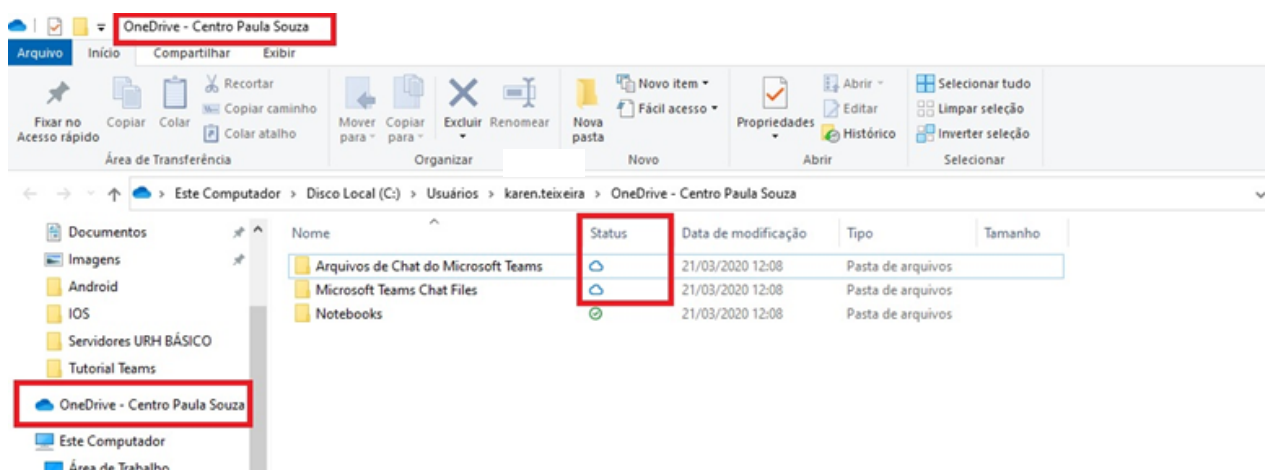 OneDrive - Centro Paula Souza
Arquivo Início Compartilhar Exibir
Fixar no Acesso rápido
Copiar
Colar
Recortar
Copiar caminho
Colar atalho
Área de Transferência
Mover para
Copiar para
Excluir
Renomear
Organizar
Nova pasta
Novo item
Fácil acesso
Novo
Propriedades
Abrir
Editar
Histórico
Abrir
Selecionar tudo
Limpar seleção
Inverter seleção
Selecionar
> Este Computador > Disco Local (C:) > Usuários > karen.teixeira > OneDrive - Centro Paula Souza
Documentos
Imagens
Android
IOS
Servidores URH BÁSICO
Tutorial Teams
OneDrive - Centro Paula Souza
Este Computador
Área de Trabalho
Nome Status Data de modificação Tipo Tamanho
Arquivos de Chat do Microsoft Teams 21/03/2020 12:08 Pasta de arquivos
Microsoft Teams Chat Files 21/03/2020 12:08 Pasta de arquivos
Notebooks 21/03/2020 12:08 Pasta de arquivos